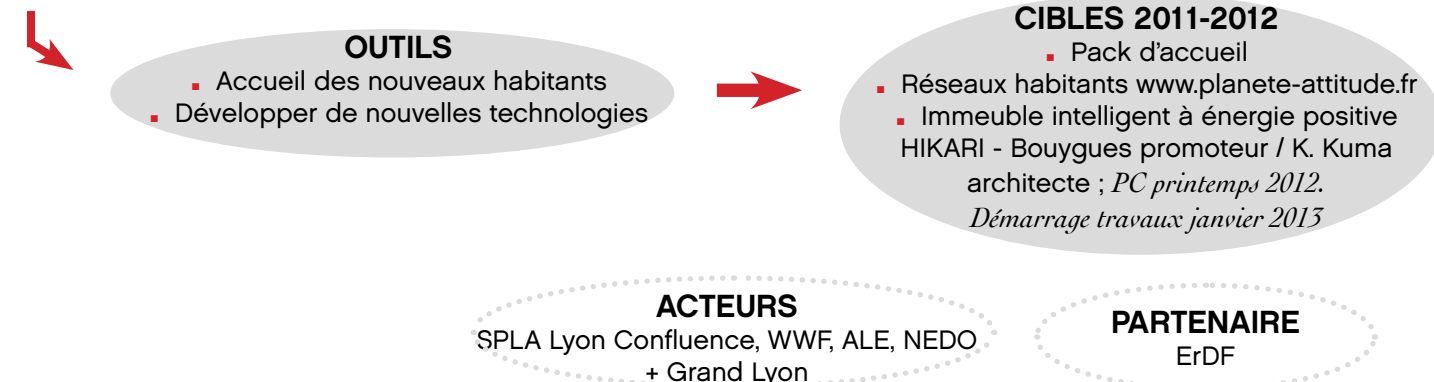 OUTILS
▪ Accueil des nouveaux habitants
▪ Développer de nouvelles technologies
CIBLES 2011-2012
▪ Pack d’accueil
▪ Réseaux habitants www.planete-attitude.fr
▪ Immeuble intelligent à énergie positive
HIKARI - Bouygues promoteur / K. Kuma
architecte ; PC printemps 2012.
Démarrage travaux janvier 2013
ACTEURS
SPLA Lyon Confluence, WWF, ALE, NEDO
+ Grand Lyon
PARTENAIRE
ErDF